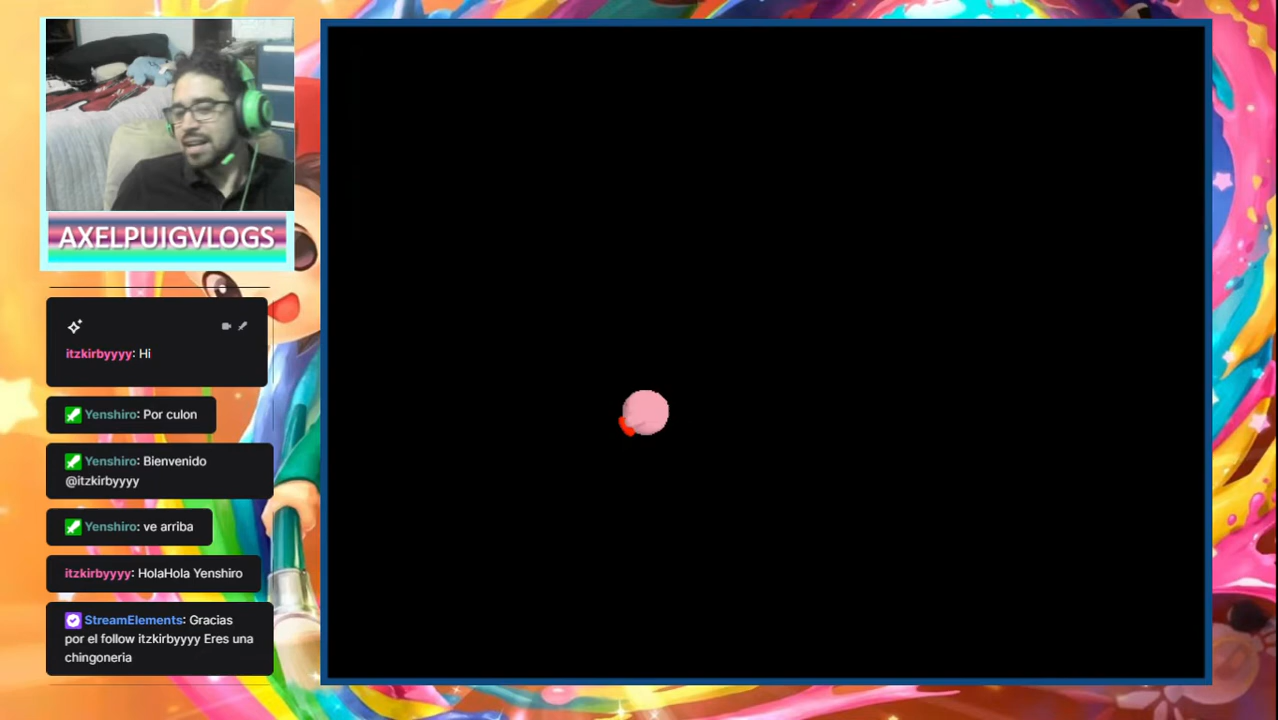 AXELPUIGVLOGS
itzkirbyyyy: Hi
Yenshiro: Por culon
Yenshiro: Bienvenido
@itzkirbyyyy
Yenshiro: ve arriba
itzkirbyyyy: HolaHola Yenshiro
StreamElements: Gracias
por el follow itzkirbyyyy Eres una
chingoneria